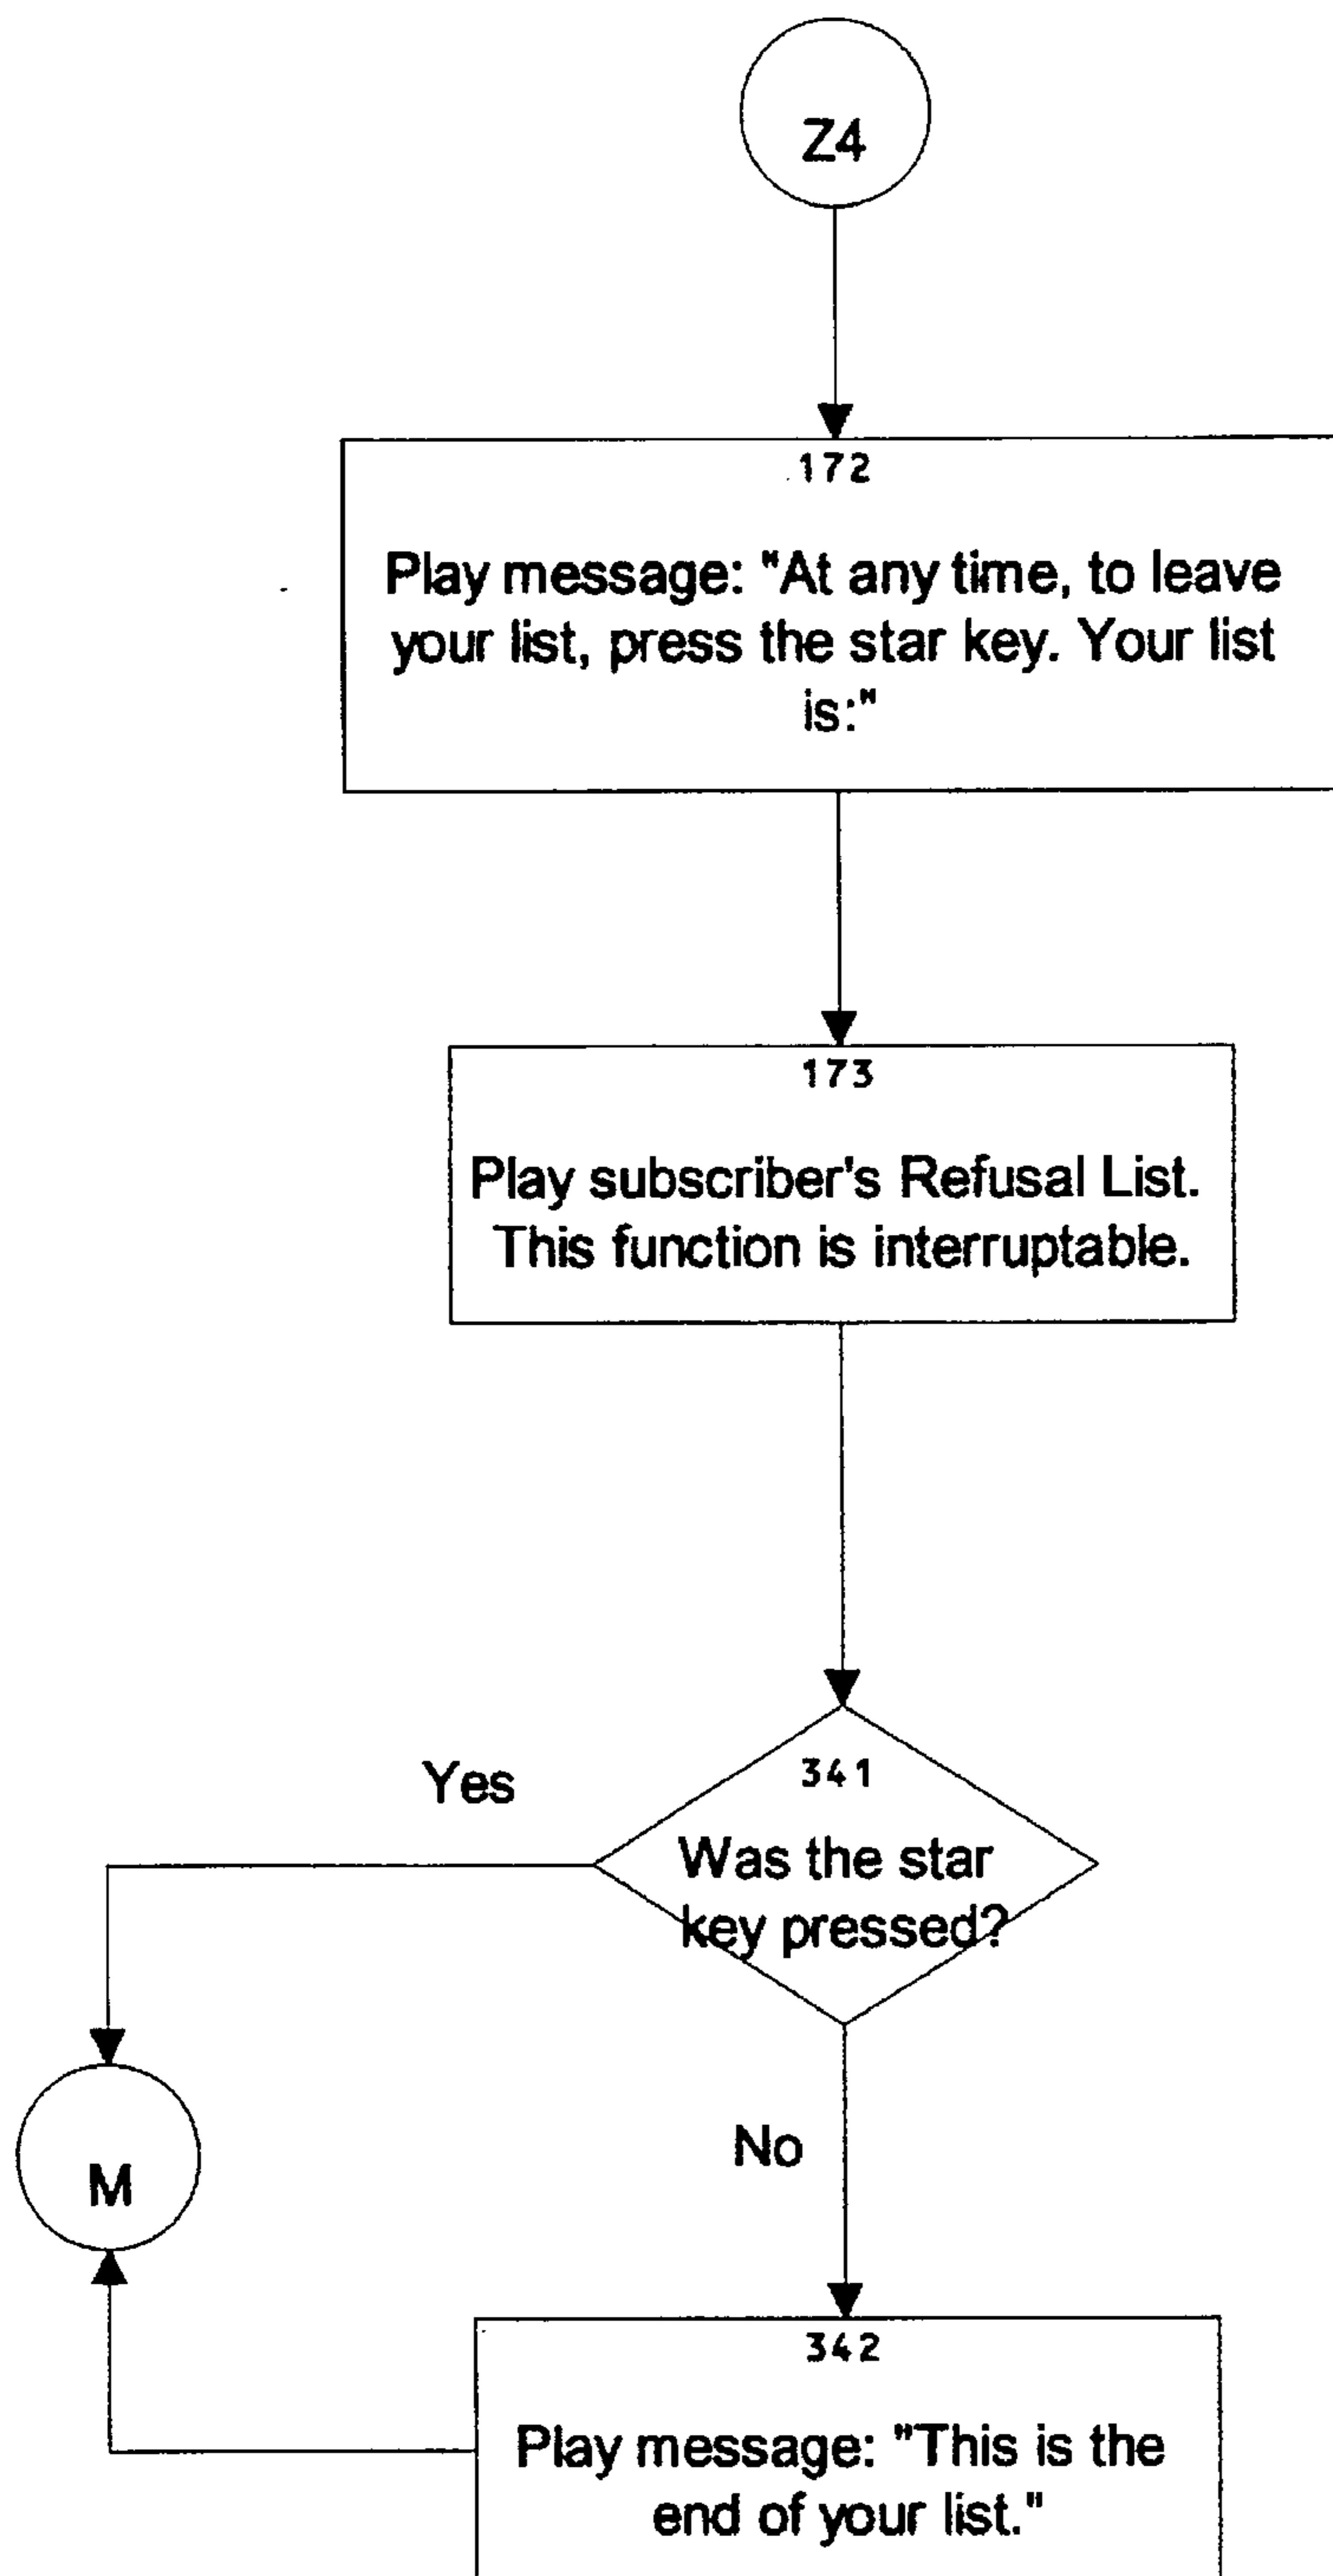 Z4
172
Play message: "At any time, to leave
your list, press the star key. Your list
is:"
173
Play subscriber's Refusal List.
This function is interruptable.
341
Yes
Was the star
key pressed?
No
M
342
Play message: "This is the
end of your list."